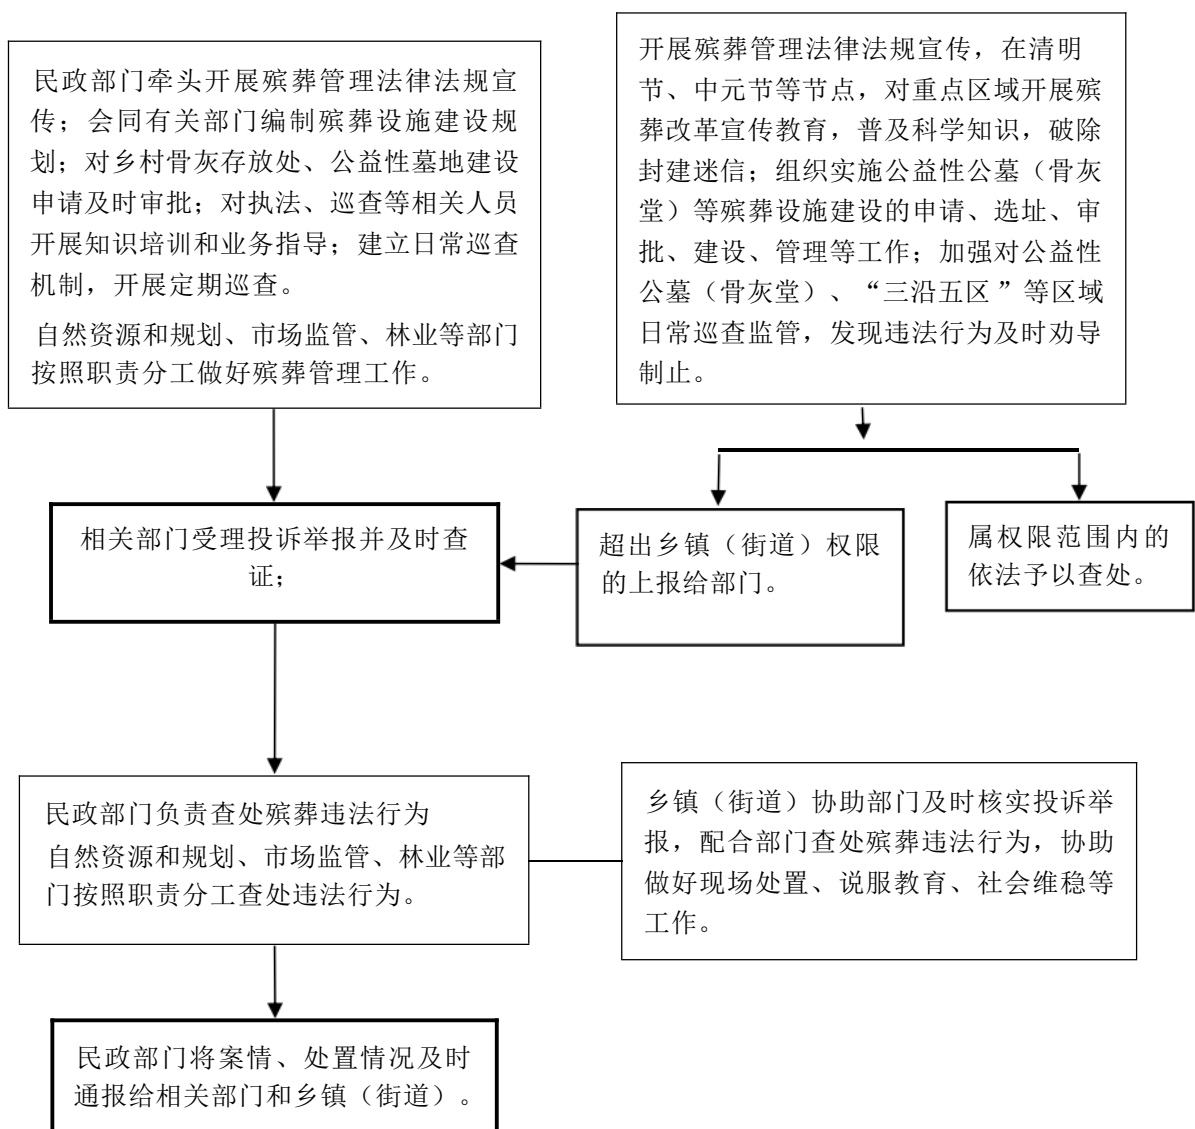 民政部门牵头开展殡葬管理法律法规宣
传；会同有关部门编制殡葬设施建设规
划；对乡村骨灰存放处、公益性墓地建设
申请及时审批；对执法、巡查等相关人员
开展知识培训和业务指导；建立日常巡查
机制，开展定期巡查。
自然资源和规划、市场监管、林业等部门
按照职责分工做好殡葬管理工作。
开展殡葬管理法律法规宣传，在清明
节、中元节等节点，对重点区域开展殡
葬改革宣传教育，普及科学知识，破除
封建迷信；组织实施公益性公墓（骨灰
堂）等殡葬设施建设的申请、选址、审
批、建设、管理等工作；加强对公益性
公墓（骨灰堂）、“三沿五区”等区域
日常巡查监管，发现违法行为及时劝导
制止。
相关部门受理投诉举报并及时查
证；
超出乡镇（街道）权限
的上报给部门。
属权限范围内的
依法予以查处。
民政部门负责查处殡葬违法行为
自然资源和规划、市场监管、林业等部
门按照职责分工查处违法行为。
乡镇（街道）协助部门及时核实投诉举
报，配合部门查处殡葬违法行为，协助
做好现场处置、说服教育、社会维稳等
工作。
民政部门将案情、处置情况及时
通报给相关部门和乡镇（街道）。